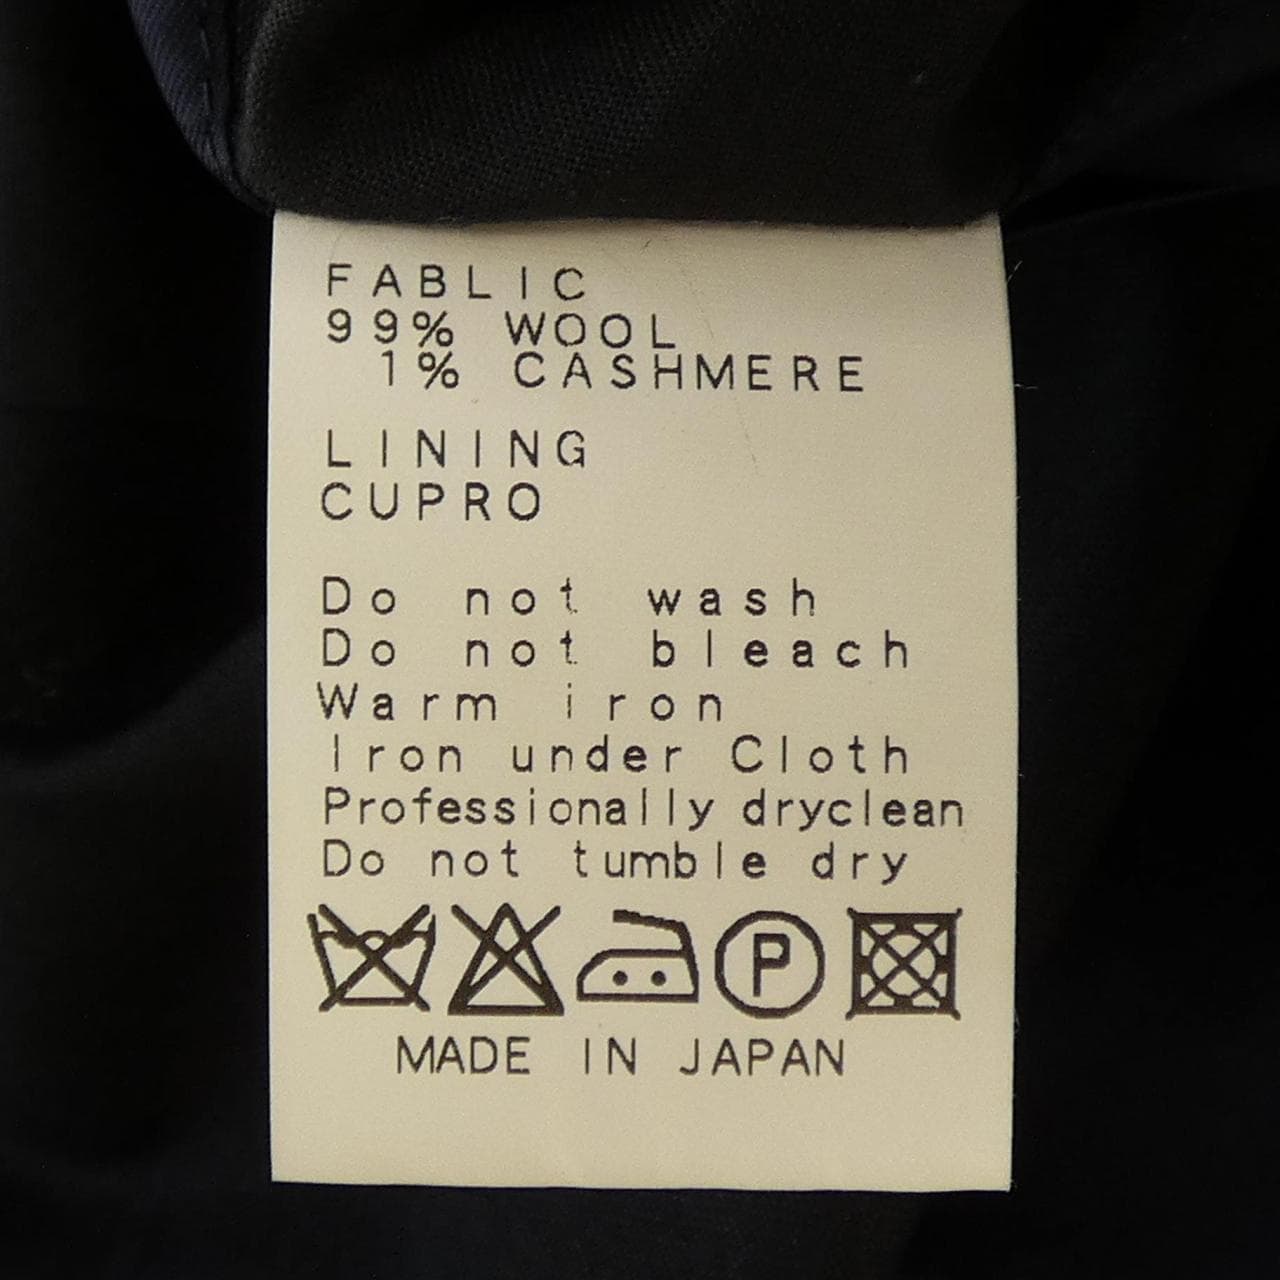 FABLIC
99% WOOL
1% CASHMERE
LINING
CUPRO
Do not wash
Do not bleach
Warm iron
Iron under Cloth
Professionally dryclean
Do not tumble dry
P
MADE IN JAPAN